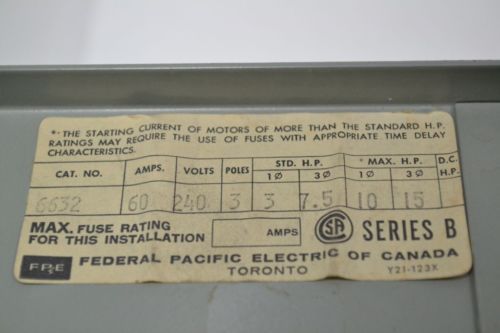 *· THE STARTING CURRENT OF MOTORS OF MORE THAN THE STANDARD H.P.
RATINGS MAY REQUIRE THE USE OF FUSES WITH APPROPRIATE TIME DELAY
CHARACTERISTICS.
CAT. NO. AMPS. VOLTS POLES STD. H.P. * MAX. H.P. D.C. H.P.
1Ø 3Ø 1Ø 3Ø
6632 60 240 3 3 7.5 10 15
MAX. FUSE RATING
FOR THIS INSTALLATION AMPS SA SERIES B
FPE FEDERAL PACIFIC ELECTRIC OF CANADA
TORONTO Y21-123X